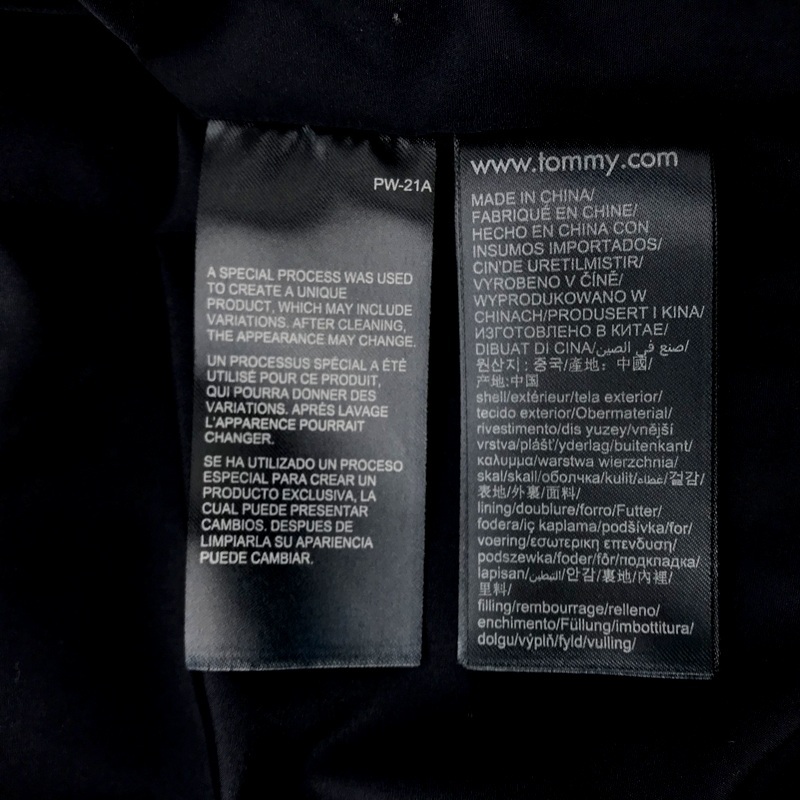 PW-21A
A SPECIAL PROCESS WAS USED
TO CREATE A UNIQUE
PRODUCT, WHICH MAY INCLUDE
VARIATIONS. AFTER CLEANING,
THE APPEARANCE MAY CHANGE.
UN PROCESSUS SPÉCIAL A ÉTÉ
UTILISÉ POUR CE PRODUIT,
QUI POURRA DONNER DES
VARIATIONS. APRÉS LAVAGE
L'APPARENCE POURRAIT
CHANGER.
SE HA UTILIZADO UN PROCESO
ESPECIAL PARA CREAR UN
PRODUCTO EXCLUSIVA, LA
CUAL PUEDE PRESENTAR
CAMBIOS. DESPUES DE
LIMPIARLA SU APARIENCIA
PUEDE CAMBIAR.
www.tommy.com
MADE IN CHINA/
FABRIQUÉ EN CHINE/
HECHO EN CHINA CON
INSUMOS IMPORTADOS/
CIN'DE URETILMISTIR/
VYROBENO V ČÍNĚ/
WYPRODUKOWANO W
CHINACH/PRODUSERT I KINA/
ИЗГОТОВЛЕНО В КИТАЕ/
DIBUAT DI CINA/صنع في الصين/
원산지 : 중국/產地：中國/
产地:中国
shell/extérieur/tela exterior/
tecido exterior/Obermaterial/
rivestimento/dis yuzey/vnější
vrstva/plášť/yderlag/buitenkant/
καλυμμα/warstwa wierzchnia/
skal/skall/оболочка/kulit/غطاء/겉감/
表地/外裏/面料/
lining/doublure/forro/Futter/
fodera/iç kaplama/podšívka/for/
voering/εσωτερικη επενδυση/
podszewka/foder/fôr/подкладка/
lapisan/التبطين/안감/裏地/內裡/
里料/
filling/rembourrage/relleno/
enchimento/Füllung/imbottitura/
dolgu/výplň/fyld/vulling/